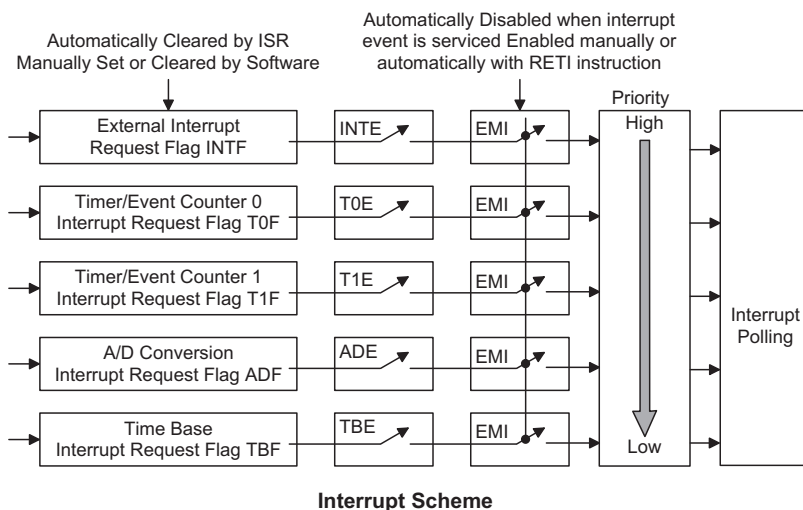 Automatically Cleared by ISR
Manually Set or Cleared by Software
Automatically Disabled when interrupt
event is serviced Enabled manually or
automatically with RETI instruction
Priority
External Interrupt
Request Flag INTF
INTE
EMI
High
Timer/Event Counter 0
Interrupt Request Flag T0F
T0E
EMI
Timer/Event Counter 1
Interrupt Request Flag T1F
T1E
EMI
Interrupt
Polling
A/D Conversion
Interrupt Request Flag ADF
ADE
EMI
Time Base
Interrupt Request Flag TBF
TBE
EMI
Low
Interrupt Scheme